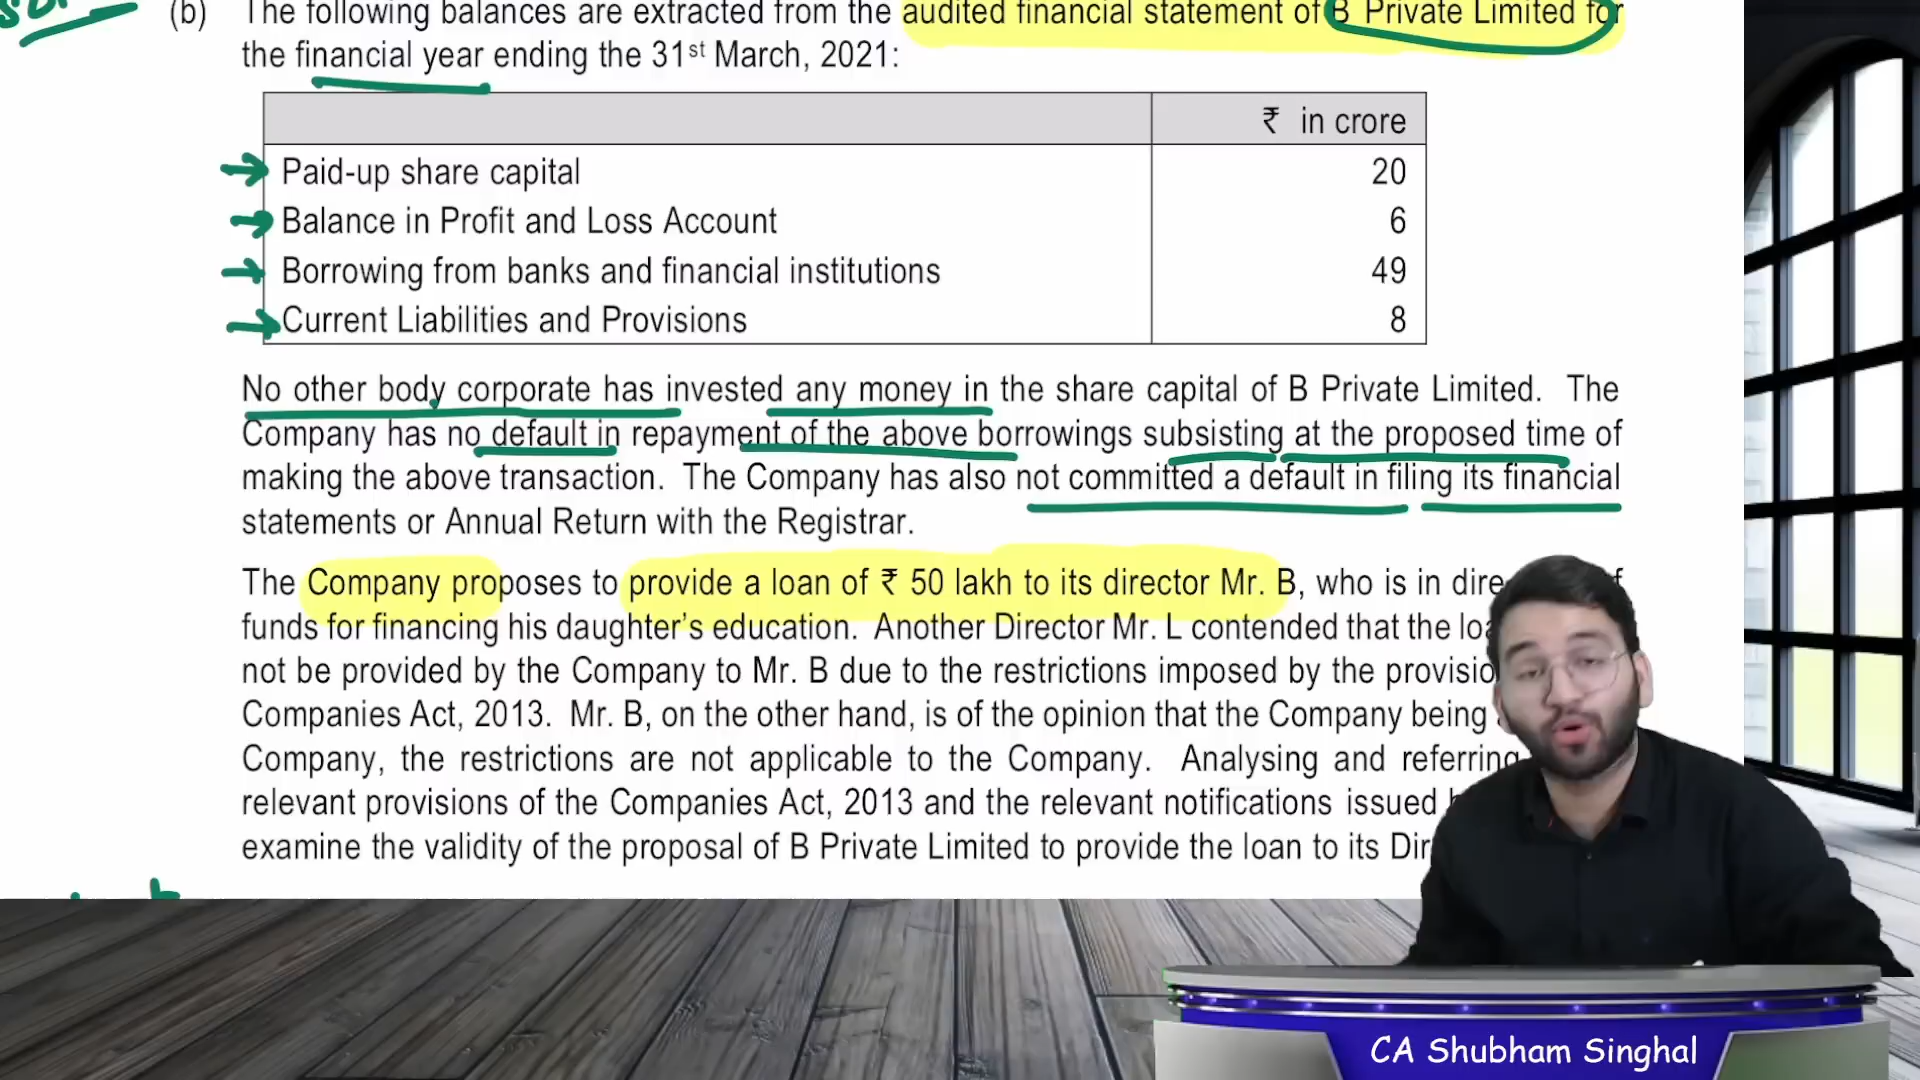 (b) The following balances are extracted from the audited financial statement of B Private Limited for
the financial year ending the 31st March, 2021:
₹ in crore
Paid-up share capital 20
Balance in Profit and Loss Account 6
Borrowing from banks and financial institutions 49
Current Liabilities and Provisions 8
No other body corporate has invested any money in the share capital of B Private Limited. The
Company has no default in repayment of the above borrowings subsisting at the proposed time of
making the above transaction. The Company has also not committed a default in filing its financial
statements or Annual Return with the Registrar.
The Company proposes to provide a loan of ₹ 50 lakh to its director Mr. B, who is in
funds for financing his daughter's education. Another Director Mr. L contended that the
not be provided by the Company to Mr. B due to the restrictions imposed by the
Companies Act, 2013. Mr. B, on the other hand, is of the opinion that the Company being
Company, the restrictions are not applicable to the Company. Analysing and referring
relevant provisions of the Companies Act, 2013 and the relevant notifications issued
examine the validity of the proposal of B Private Limited to provide the loan to its
CA Shubham Singhal